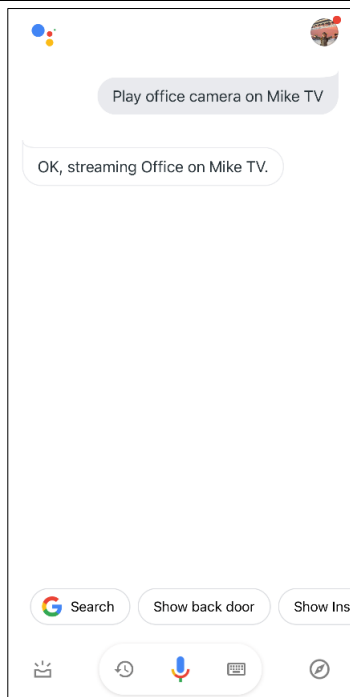 Play office camera on Mike TV
OK, streaming Office on Mike TV.
Search
Show back door
Show Ins